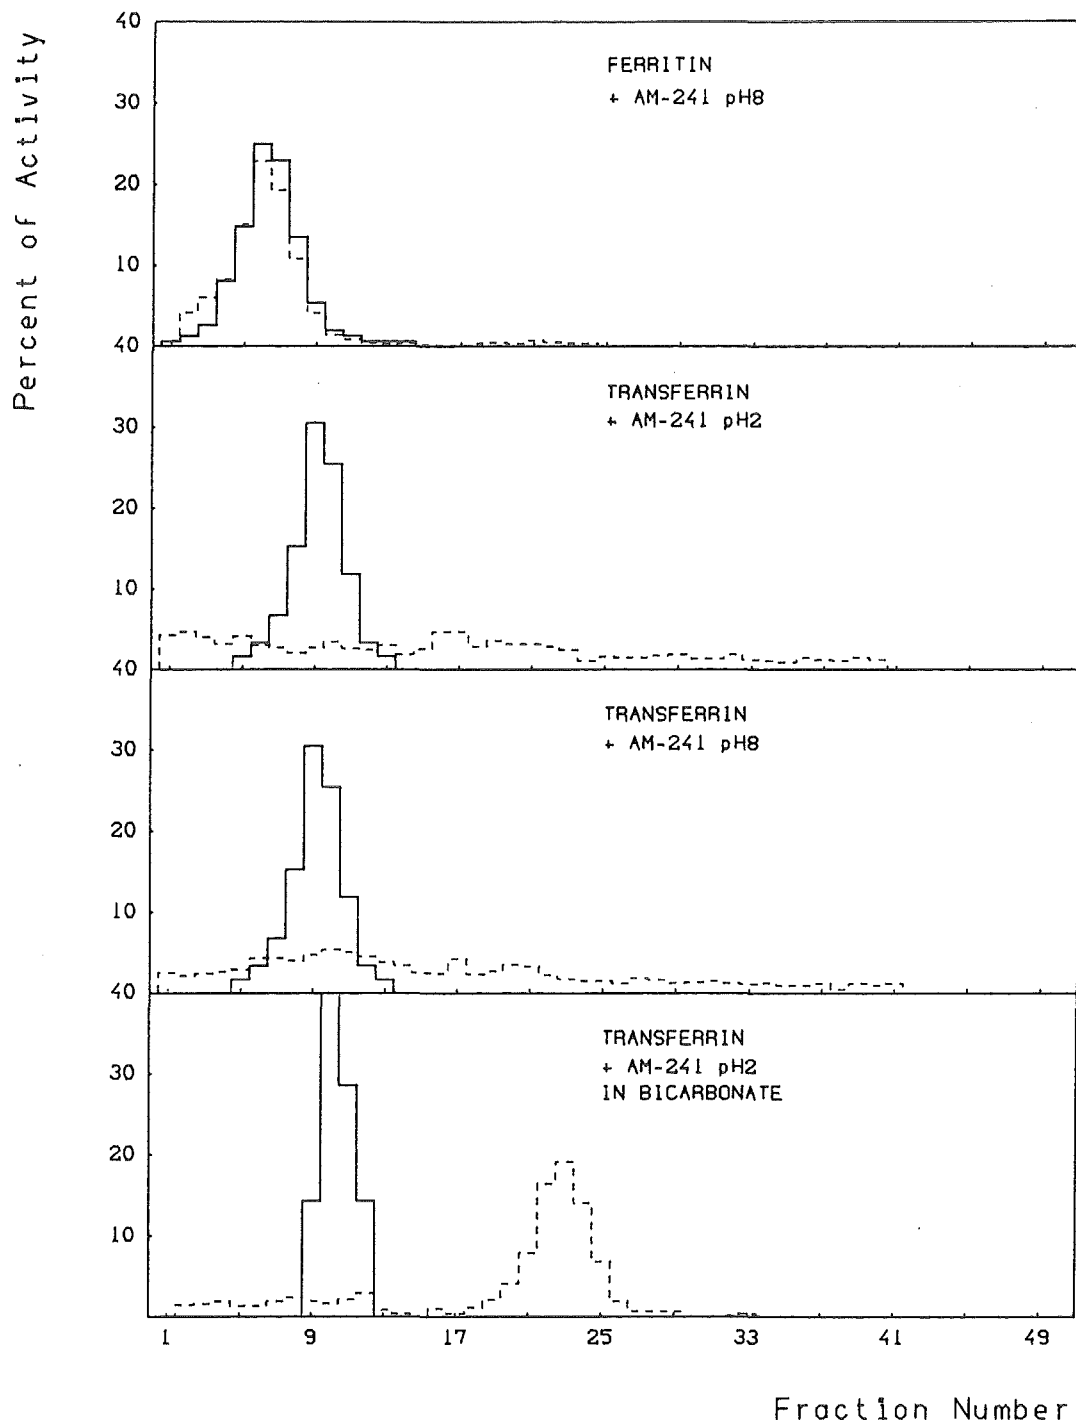 Percent of Activity
40
30
20
10
FERRITIN
+ AM-241 pH8
40
30
20
10
TRANSFERRIN
+ AM-241 pH2
40
30
20
10
TRANSFERRIN
+ AM-241 pH8
40
30
20
10
TRANSFERRIN
+ AM-241 pH2
IN BICARBONATE
1 9 17 25 33 41 49
Fraction Number